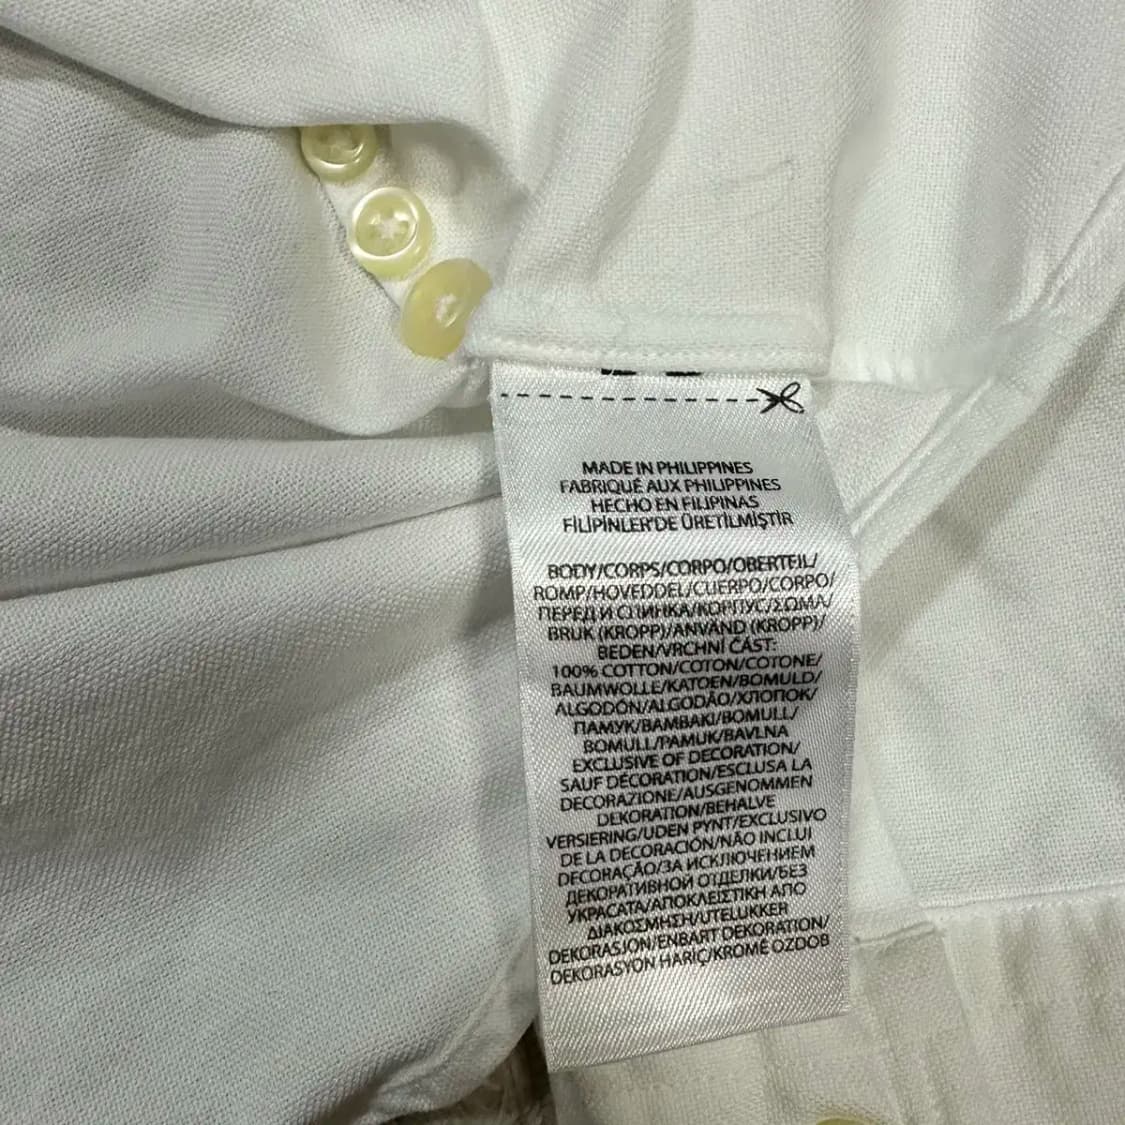 MADE IN PHILIPPINES
FABRIQUÉ AUX PHILIPPINES
HECHO EN FILIPINAS
FİLİPİNLER'DE ÜRETİLMİŞTİR
BODY/CORPS/CORPO/OBERTEIL/
ROMP/HOVEDDEL/CUERPO/CORPO/
ПЕРЕД И СПИНКА/КОРПУС/ΣΩΜΑ/
BRUK (KROPP)/ANVÄND (KROPP)/
BEDEN/VRCHNÍ ČÁST:
100% COTTON/COTON/COTONE/
BAUMWOLLE/KATOEN/BOMULD/
ALGODÓN/ALGODÃO/ХЛОПОК/
ПАМУК/ΒΑΜΒΑΚΙ/BOMULL/
BOMULL/PAMUK/BAVLNA
EXCLUSIVE OF DECORATION/
SAUF DÉCORATION/ESCLUSA LA
DECORAZIONE/AUSGENOMMEN
DEKORATION/BEHALVE
VERSIERING/UDEN PYNT/EXCLUSIVO
DE LA DECORACIÓN/NÃO INCLUI
DECORAÇÃO/ЗА ИСКЛЮЧЕНИЕМ
ДЕКОРАТИВНОЙ ОТДЕЛКИ/БЕЗ
УКРАСАТА/ΑΠΟΚΛΕΙΣΤΙΚΗ ΑΠΟ
ΔΙΑΚΟΣΜΗΣΗ/UTELUKKER
DEKORASJON/ENBART DEKORATION/
DEKORASYON HARİÇ/KROMĚ OZDOB